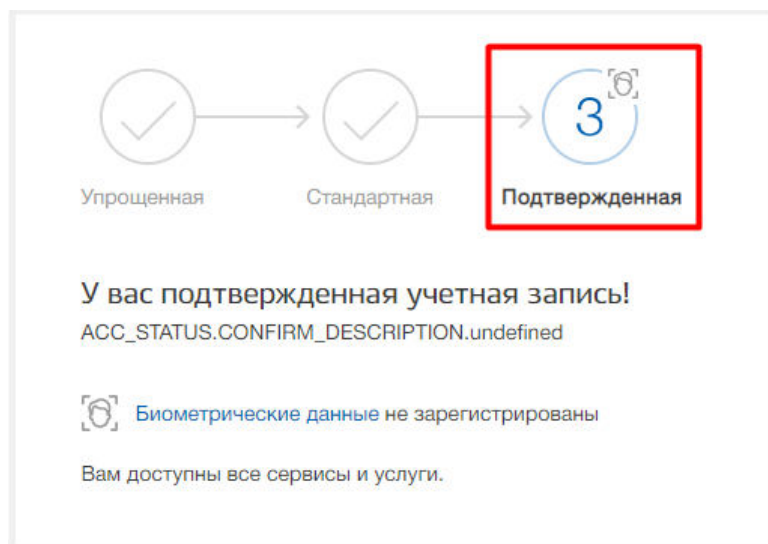 3
Упрощенная
Стандартная
Подтвержденная
У вас подтвержденная учетная запись!
ACC_STATUS.CONFIRM_DESCRIPTION.undefined
Биометрические данные не зарегистрированы
Вам доступны все сервисы и услуги.